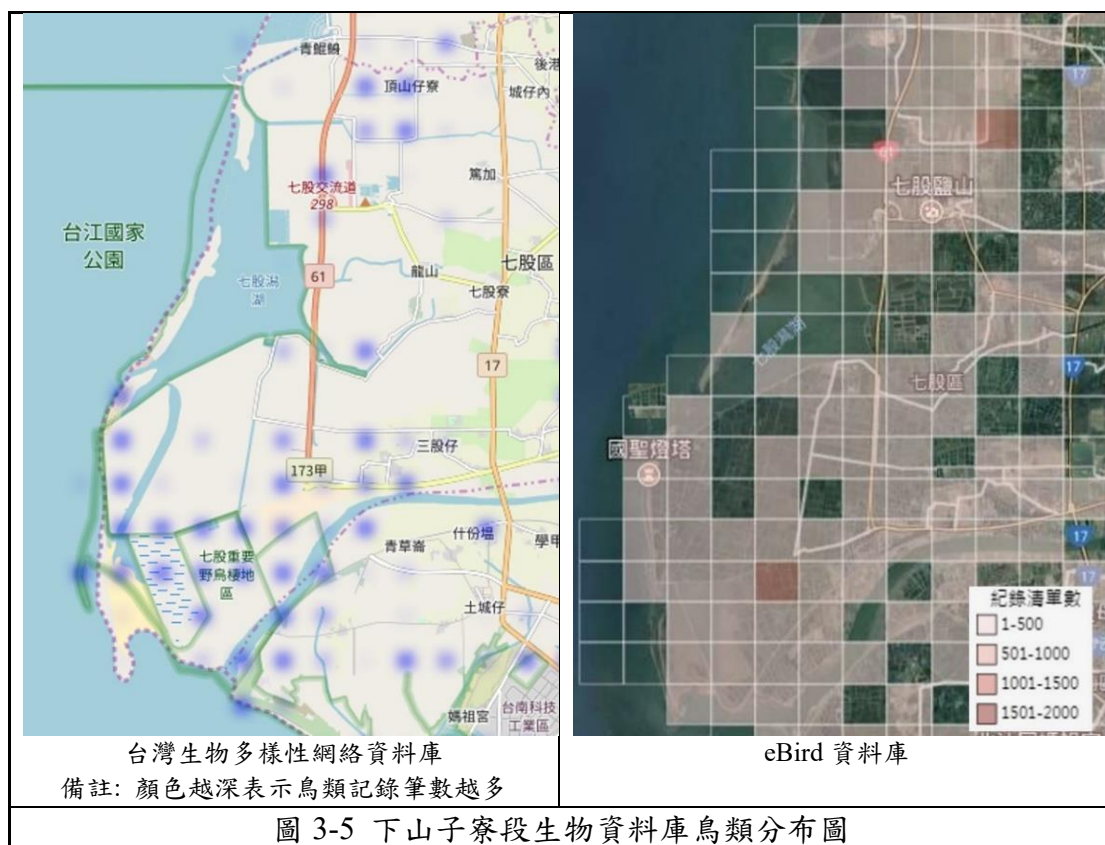 青鯤鯓
後港
頂山仔寮
城仔內
篤加
七股交流道
298
台江國家
公園
七股潟
湖
61
龍山
七股區
七股寮
17
三股仔
173甲
什份塭
學甲
青草崙
七股重要
野鳥棲地
區
土城仔
媽祖宮
台南科技
工業區
17
61
七股鹽山
七股潟湖
17
七股區
國聖燈塔
17
17
紀錄清單數
1-500
501-1000
1001-1500
1501-2000
台灣生物多樣性網絡資料庫
備註: 顏色越深表示鳥類記錄筆數越多
eBird 資料庫
圖 3-5 下山子寮段生物資料庫鳥類分布圖